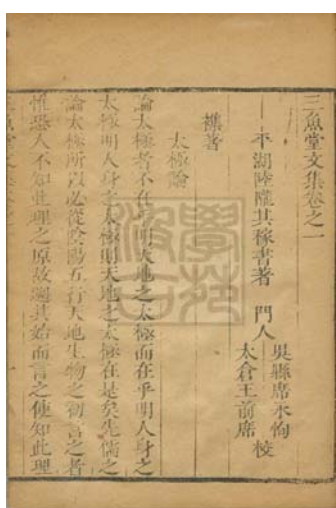 三魚堂文集卷之一
平湖陸隴其稼書著 門人 吳縣席永恂 太倉王前席 校
襍著
太極論
論太極者不在乎明天地之太極而在乎明人身之
太極明人身之太極則天地之太極在是矣先儒之
論太極所以必從陰陽五行天地生物之初言之者
惟恐人不知此理之原故遡其始而言之使知此理